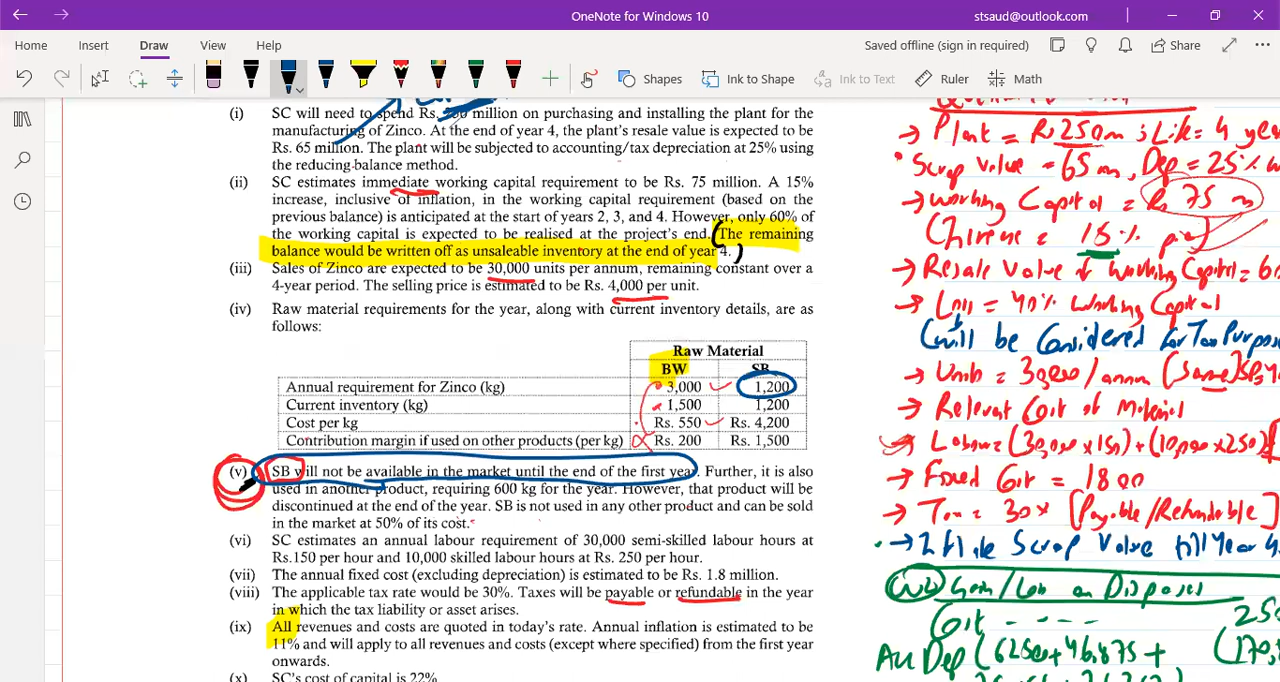 OneNote for Windows 10
stsaud@outlook.com
Home Insert Draw View Help
Saved offline (sign in required) Share
Shapes Ink to Shape Ink to Text Ruler Math
(i) SC will need to spend Rs. million on purchasing and installing the plant for the
manufacturing of Zinco. At the end of year 4, the plant's resale value is expected to be
Rs. 65 million. The plant will be subjected to accounting/tax depreciation at 25% using
the reducing-balance method.
(ii) SC estimates immediate working capital requirement to be Rs. 75 million. A 15%
increase, inclusive of inflation, in the working capital requirement (based on the
previous balance) is anticipated at the start of years 2, 3, and 4. However, only 60% of
the working capital is expected to be realised at the project's end. (The remaining
balance would be written off as unsaleable inventory at the end of year 4.)
(iii) Sales of Zinco are expected to be 30,000 units per annum, remaining constant over a
4-year period. The selling price is estimated to be Rs. 4,000 per unit.
(iv) Raw material requirements for the year, along with current inventory details, are as
follows:
Raw Material
BW SB
Annual requirement for Zinco (kg) 3,000 1,200
Current inventory (kg) 1,500 1,200
Cost per kg Rs. 550 Rs. 4,200
Contribution margin if used on other products (per kg) Rs. 200 Rs. 1,500
(v) SB will not be available in the market until the end of the first year. Further, it is also
used in another product, requiring 600 kg for the year. However, that product will be
discontinued at the end of the year. SB is not used in any other product and can be sold
in the market at 50% of its cost.
(vi) SC estimates an annual labour requirement of 30,000 semi-skilled labour hours at
Rs.150 per hour and 10,000 skilled labour hours at Rs. 250 per hour.
(vii) The annual fixed cost (excluding depreciation) is estimated to be Rs. 1.8 million.
(viii) The applicable tax rate would be 30%. Taxes will be payable or refundable in the year
in which the tax liability or asset arises.
(ix) All revenues and costs are quoted in today's rate. Annual inflation is estimated to be
11% and will apply to all revenues and costs (except where specified) from the first year
onwards.
(x) SC's cost of capital is 22%
→ Plant = Rs 250m ; Life = 4 year
Scrap Value = 65 m, Dep = 25%
→ Working Capital = Rs 75 m
= 15 %
→ Resale Value of Working Capital = 60
→ Loss = 40% Working Capital
(will be Considered for Tax Purpose
→ Units = 30,000/annum (Same)
→ Relevant Cost of Material
→ Labour = (30,000 x 150) + (10,000 x 250)
→ Fixed Cost = 1800
→ Tax = 30% [Payable/Refundable]
→ Inflate Scrap Value till Year 4
W2 Gain/Loss on Disposal
Cost - - - - 250
Acc Dep (62500 + 46,875 + (170,